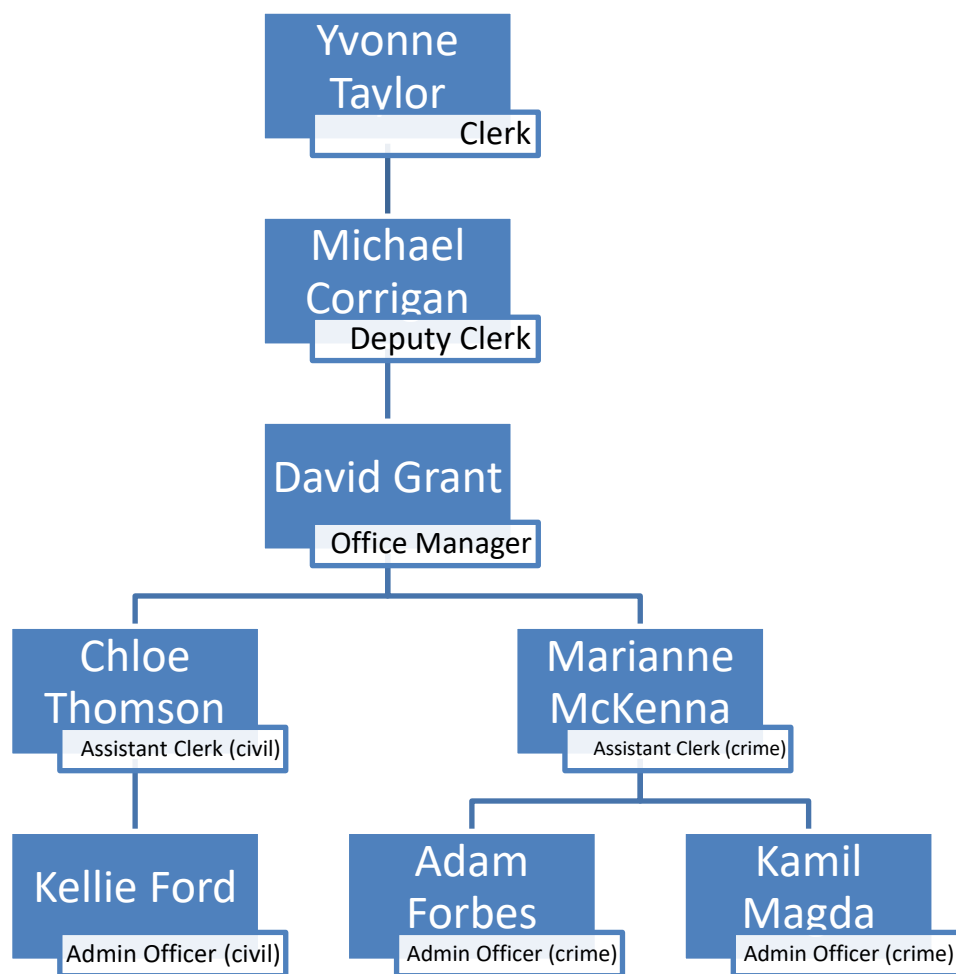 Yvonne
Taylor
Clerk
Michael
Corrigan
Deputy Clerk
David Grant
Office Manager
Chloe
Thomson
Assistant Clerk (civil)
Marianne
McKenna
Assistant Clerk (crime)
Kellie Ford
Admin Officer (civil)
Adam
Forbes
Admin Officer (crime)
Kamil
Magda
Admin Officer (crime)